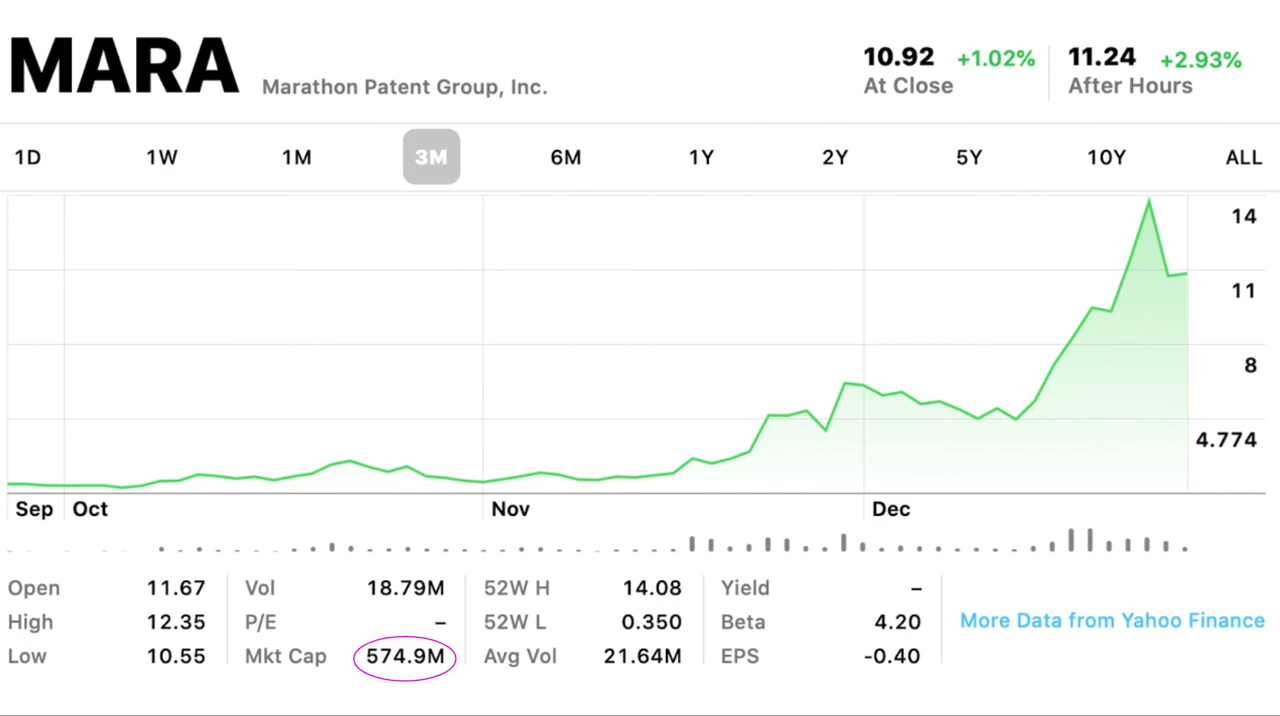 MARA Marathon Patent Group, Inc. 10.92 +1.02% 11.24 +2.93%
At Close After Hours
1D 1W 1M 3M 6M 1Y 2Y 5Y 10Y ALL
14
11
8
4.774
Sep Oct Nov Dec
Open 11.67 Vol 18.79M 52W H 14.08 Yield –
High 12.35 P/E – 52W L 0.350 Beta 4.20 More Data from Yahoo Finance
Low 10.55 Mkt Cap 574.9M Avg Vol 21.64M EPS -0.40